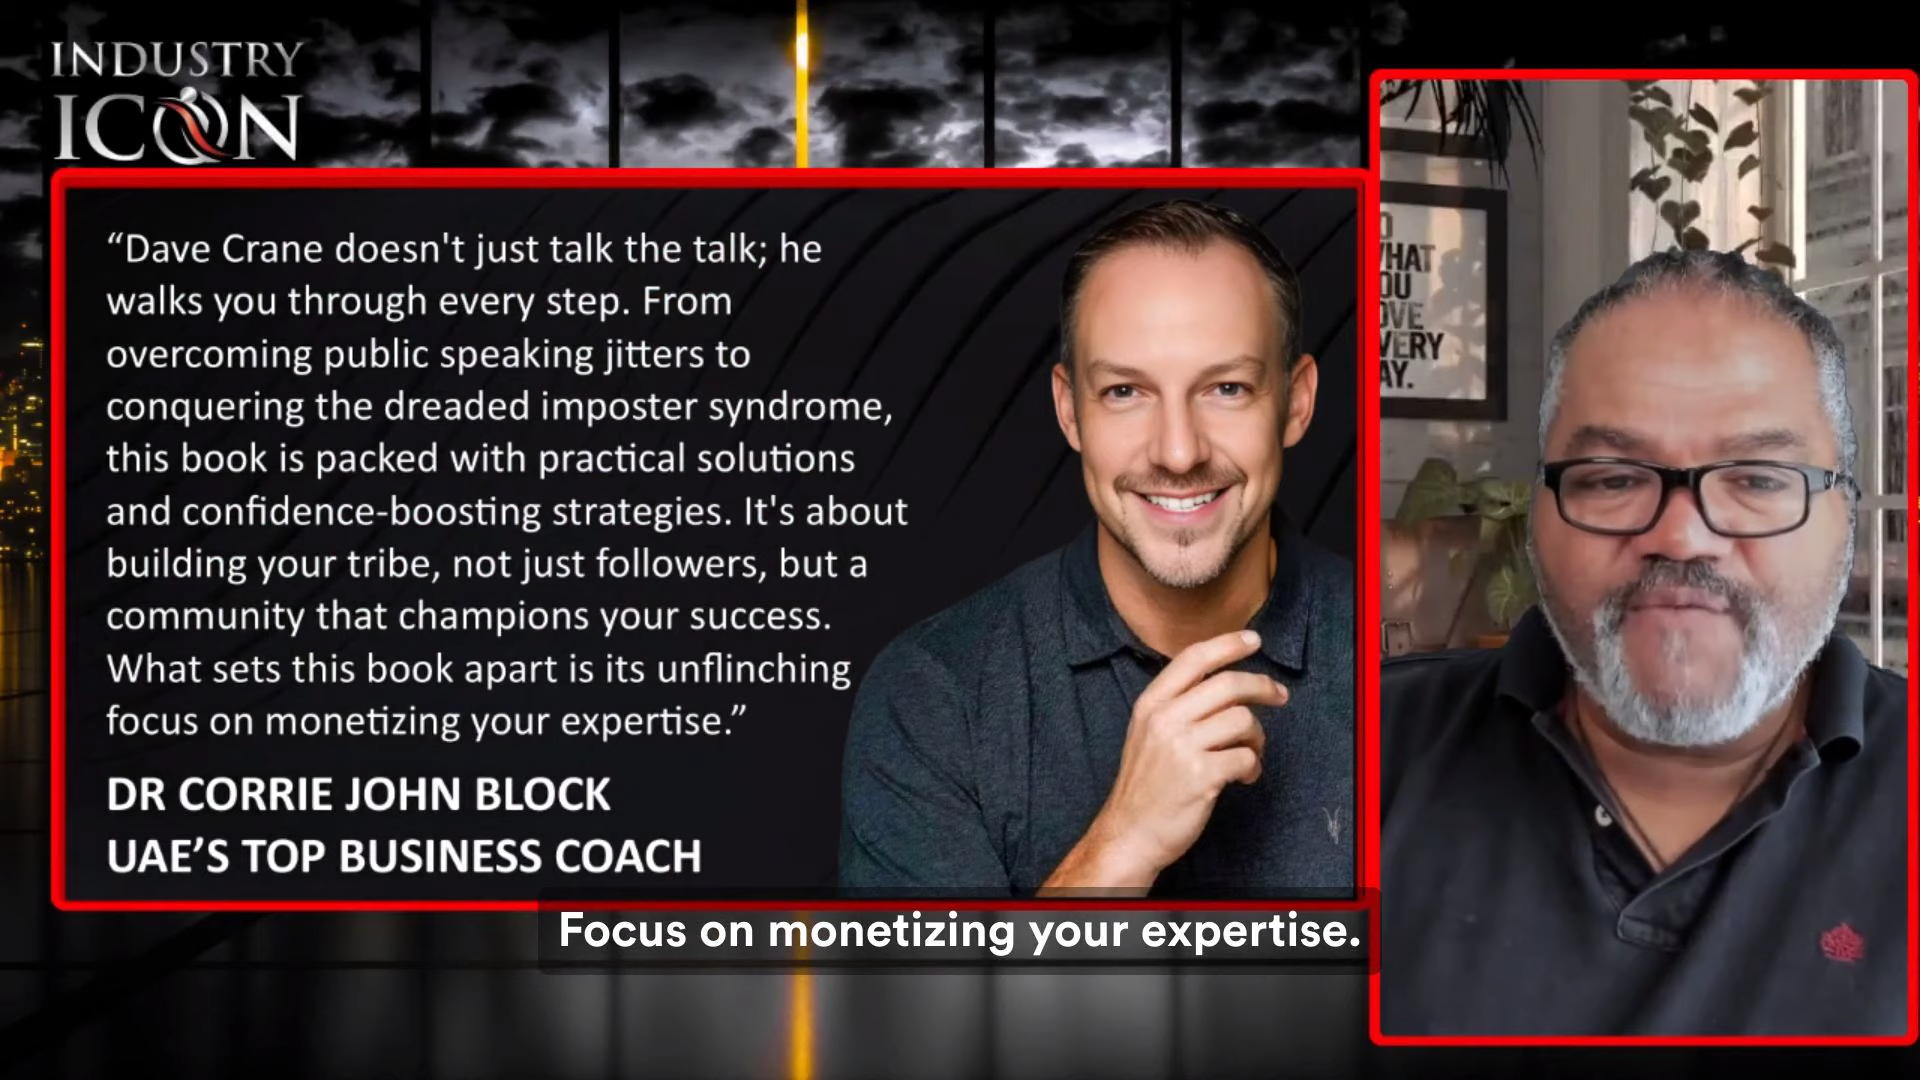 INDUSTRY
ICON
“Dave Crane doesn't just talk the talk; he
walks you through every step. From
overcoming public speaking jitters to
conquering the dreaded imposter syndrome,
this book is packed with practical solutions
and confidence-boosting strategies. It's about
building your tribe, not just followers, but a
community that champions your success.
What sets this book apart is its unflinching
focus on monetizing your expertise.”
DR CORRIE JOHN BLOCK
UAE’S TOP BUSINESS COACH
Focus on monetizing your expertise.